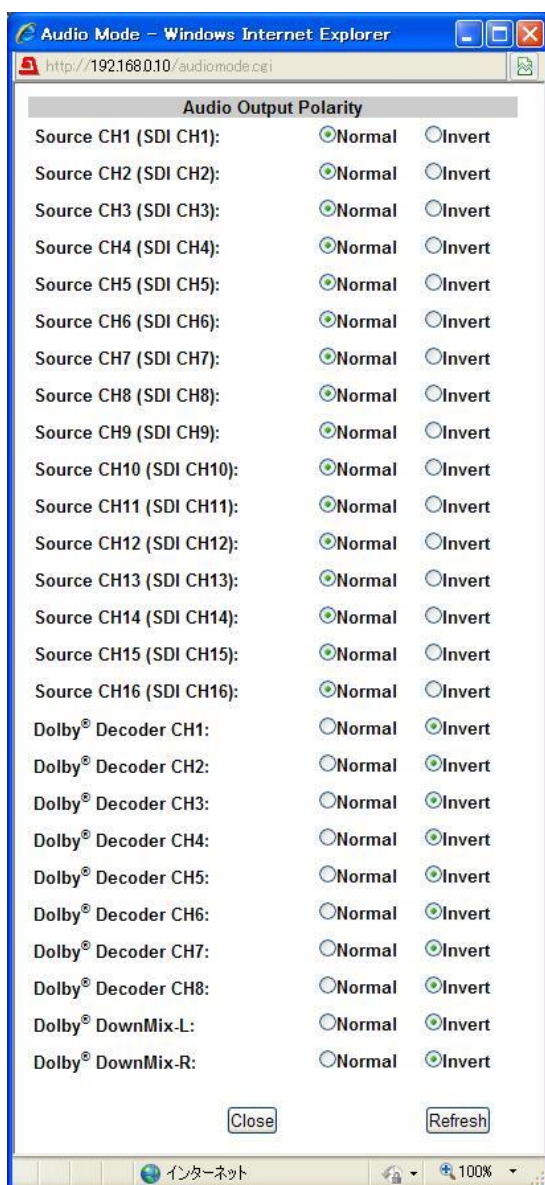 Audio Mode - Windows Internet Explorer
http://192.168.0.10/audiomode.cgi
Audio Output Polarity
Source CH1 (SDI CH1): Normal Invert
Source CH2 (SDI CH2): Normal Invert
Source CH3 (SDI CH3): Normal Invert
Source CH4 (SDI CH4): Normal Invert
Source CH5 (SDI CH5): Normal Invert
Source CH6 (SDI CH6): Normal Invert
Source CH7 (SDI CH7): Normal Invert
Source CH8 (SDI CH8): Normal Invert
Source CH9 (SDI CH9): Normal Invert
Source CH10 (SDI CH10): Normal Invert
Source CH11 (SDI CH11): Normal Invert
Source CH12 (SDI CH12): Normal Invert
Source CH13 (SDI CH13): Normal Invert
Source CH14 (SDI CH14): Normal Invert
Source CH15 (SDI CH15): Normal Invert
Source CH16 (SDI CH16): Normal Invert
Dolby® Decoder CH1: Normal Invert
Dolby® Decoder CH2: Normal Invert
Dolby® Decoder CH3: Normal Invert
Dolby® Decoder CH4: Normal Invert
Dolby® Decoder CH5: Normal Invert
Dolby® Decoder CH6: Normal Invert
Dolby® Decoder CH7: Normal Invert
Dolby® Decoder CH8: Normal Invert
Dolby® DownMix-L: Normal Invert
Dolby® DownMix-R: Normal Invert
Close Refresh
インターネット 100%